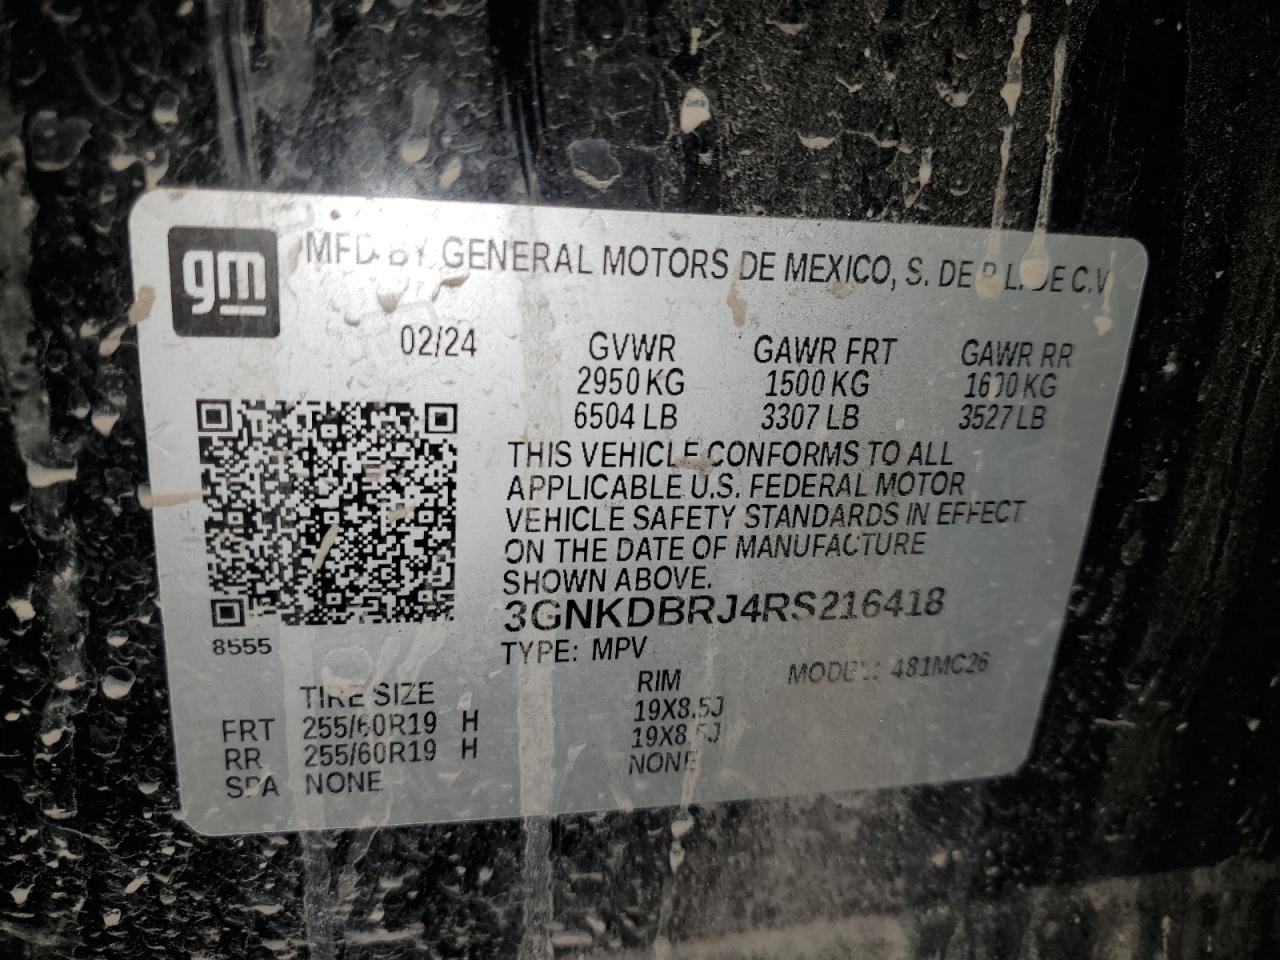 gm
MFD BY GENERAL MOTORS DE MEXICO, S. DE R.L. DE C.V
02/24
GVWR GAWR FRT GAWR RR
2950 KG 1500 KG 1600 KG
6504 LB 3307 LB 3527 LB
THIS VEHICLE CONFORMS TO ALL
APPLICABLE U.S. FEDERAL MOTOR
VEHICLE SAFETY STANDARDS IN EFFECT
ON THE DATE OF MANUFACTURE
SHOWN ABOVE.
3GNKDBRJ4RS216418
8555
TYPE: MPV
MODEL: 481MC26
TIRE SIZE RIM
FRT 255/60R19 H 19X8.5J
RR 255/60R19 H 19X8.5J
SPA NONE NONE